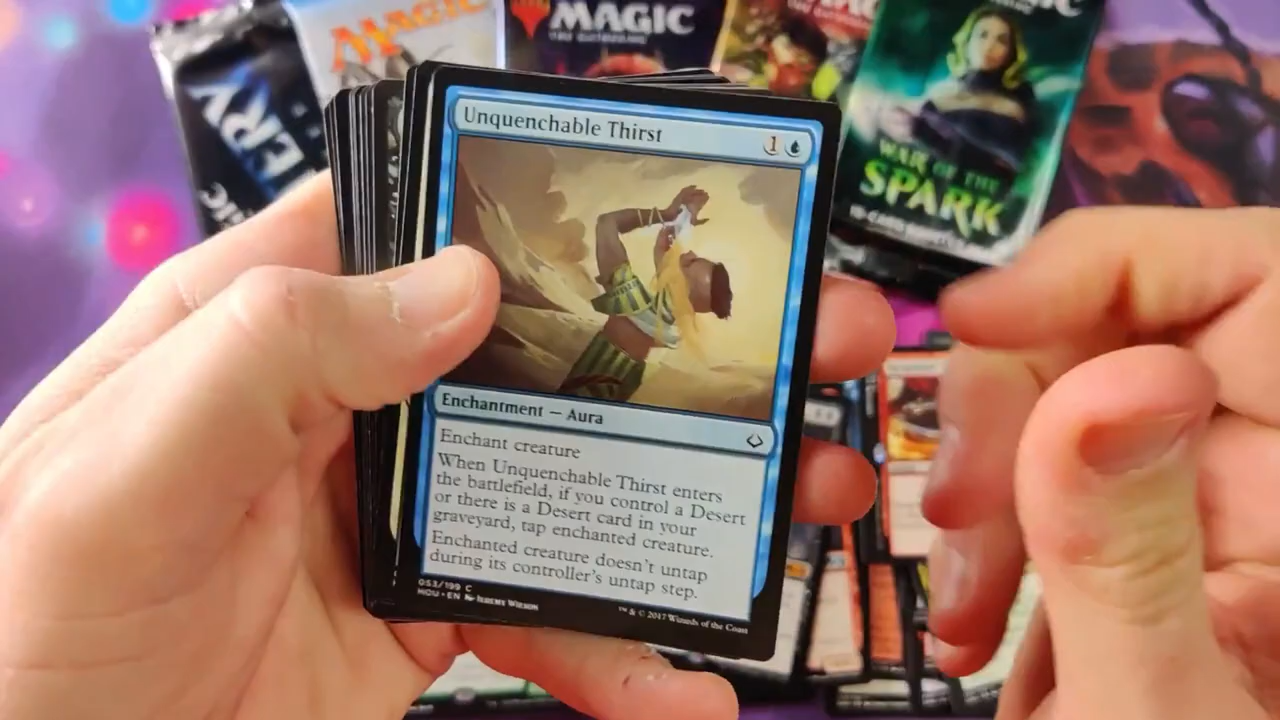 MAGIC
MAGIC
WAR OF THE
SPARK
Unquenchable Thirst
1
Enchantment — Aura
Enchant creature
When Unquenchable Thirst enters
the battlefield, if you control a Desert
or there is a Desert card in your
graveyard, tap enchanted creature.
Enchanted creature doesn't untap
during its controller's untap step.
053/199 C
HOU • EN Jeremy Wilson
™ & © 2017 Wizards of the Coast